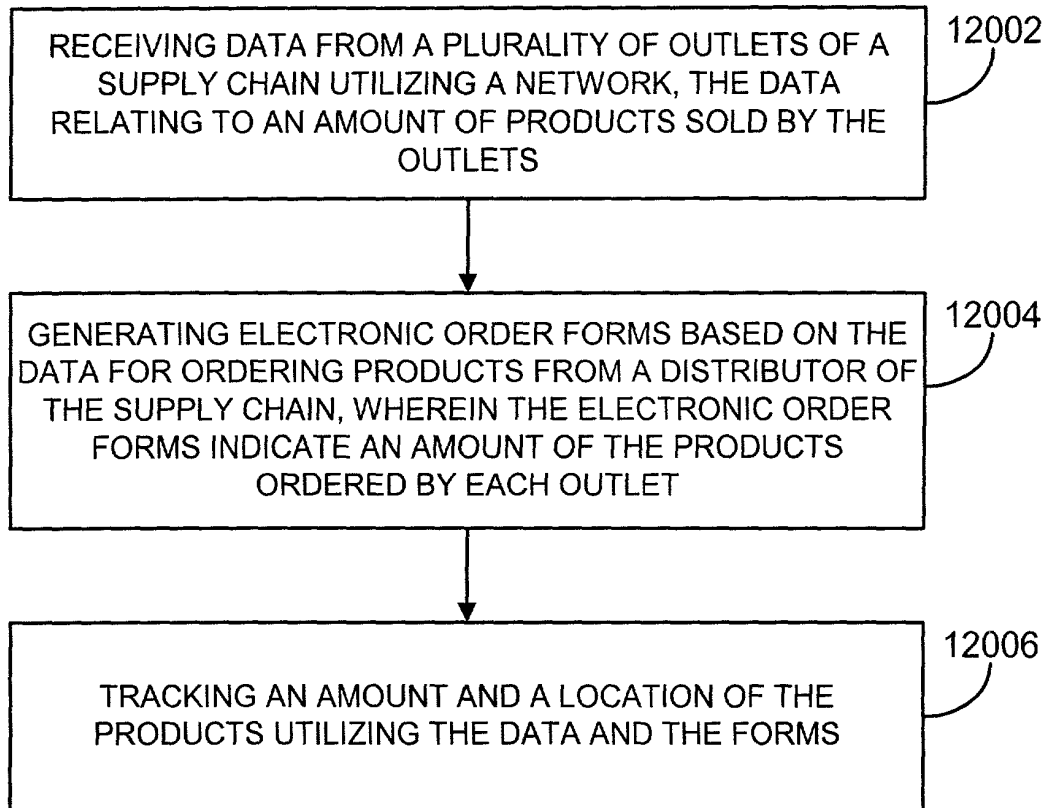 RECEIVING DATA FROM A PLURALITY OF OUTLETS OF A
SUPPLY CHAIN UTILIZING A NETWORK, THE DATA
RELATING TO AN AMOUNT OF PRODUCTS SOLD BY THE
OUTLETS
12002
GENERATING ELECTRONIC ORDER FORMS BASED ON THE
DATA FOR ORDERING PRODUCTS FROM A DISTRIBUTOR OF
THE SUPPLY CHAIN, WHEREIN THE ELECTRONIC ORDER
FORMS INDICATE AN AMOUNT OF THE PRODUCTS
ORDERED BY EACH OUTLET
12004
TRACKING AN AMOUNT AND A LOCATION OF THE
PRODUCTS UTILIZING THE DATA AND THE FORMS
12006